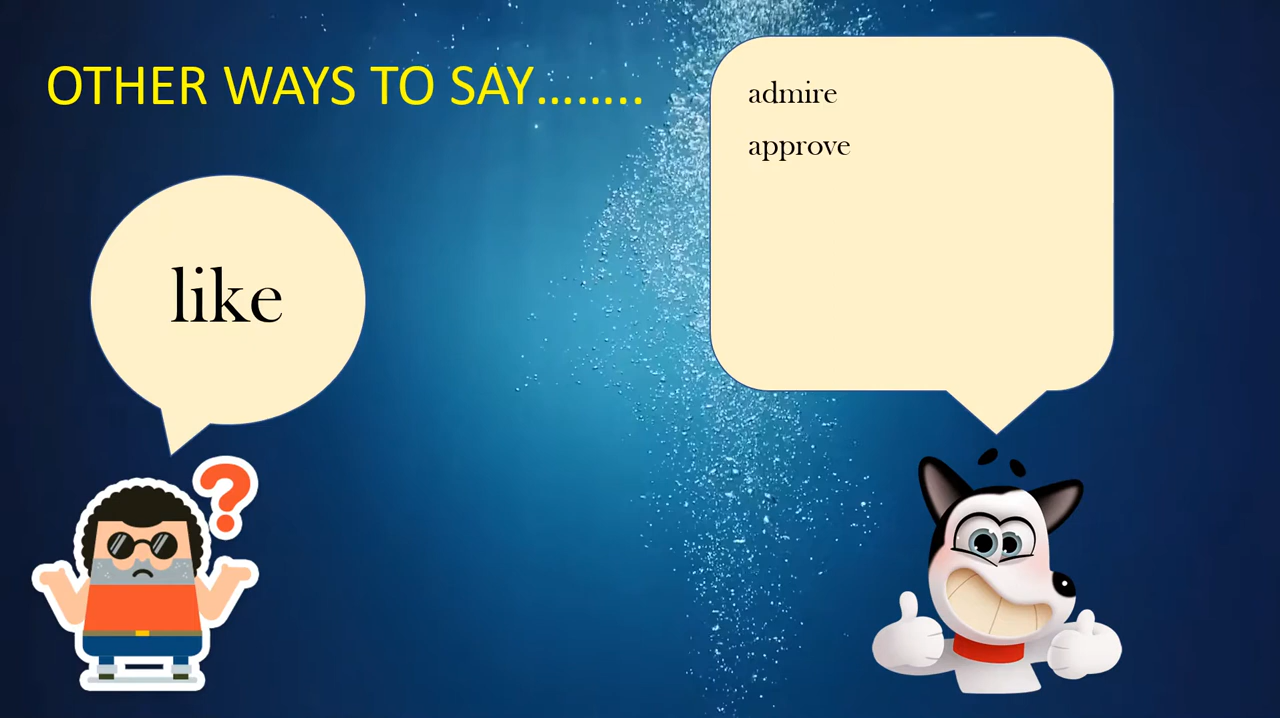 OTHER WAYS TO SAY……..
like
admire
approve
?